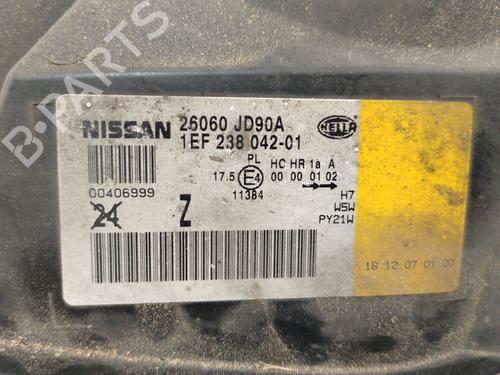 B-PARTS
NISSAN 26060 JD90A
1EF 238 042-01
HELLA
PL HC HR 1a A
17.5 E4 00 00 01 02
11384
00406999
H7
W5W
PY21W
24 Z
18 12 07 01 00